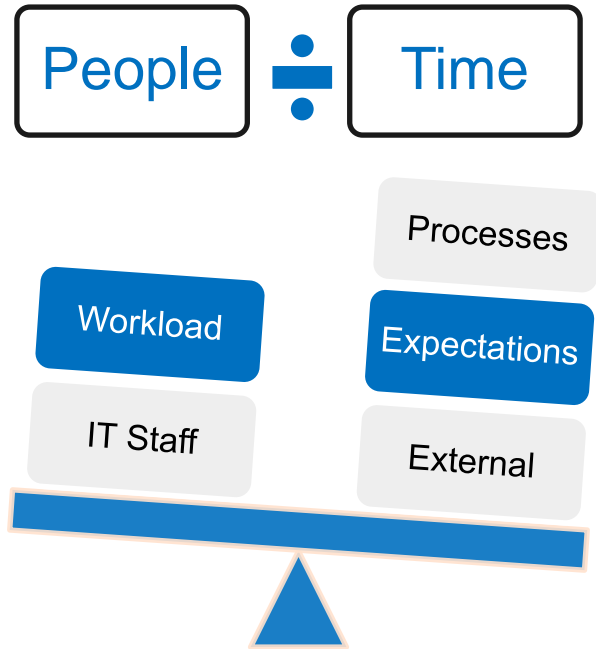 People ÷ Time
Processes
Workload
Expectations
IT Staff
External